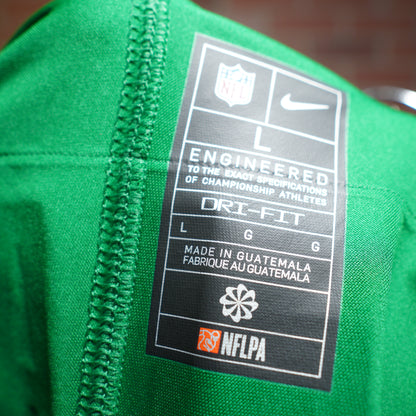 NFL
L
ENGINEERED
TO THE EXACT SPECIFICATIONS
OF CHAMPIONSHIP ATHLETES
DRI-FIT
L G G
MADE IN GUATEMALA
FABRIQUE AU GUATEMALA
NFLPA